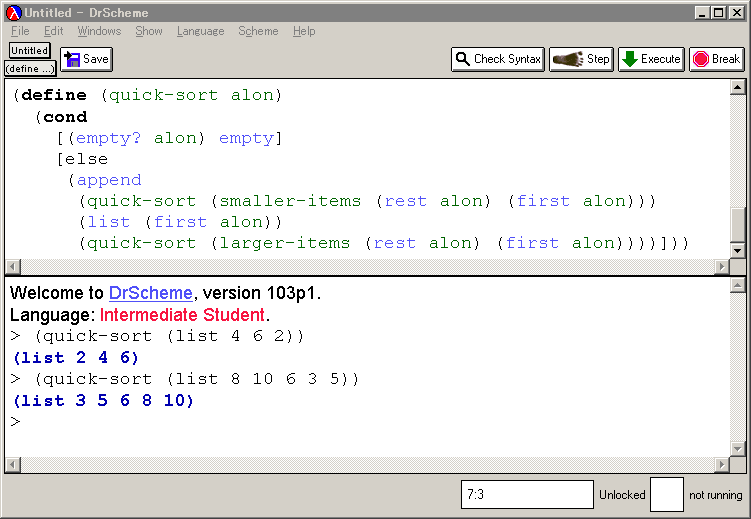 Untitled - DrScheme
File Edit Windows Show Language Scheme Help
Untitled
(define ...) Save Check Syntax Step Execute Break
(define (quick-sort alon)
(cond
[(empty? alon) empty]
[else
(append
(quick-sort (smaller-items (rest alon) (first alon)))
(list (first alon))
(quick-sort (larger-items (rest alon) (first alon))))]))
Welcome to DrScheme, version 103p1.
Language: Intermediate Student.
> (quick-sort (list 4 6 2))
(list 2 4 6)
> (quick-sort (list 8 10 6 3 5))
(list 3 5 6 8 10)
>
7:3 Unlocked not running